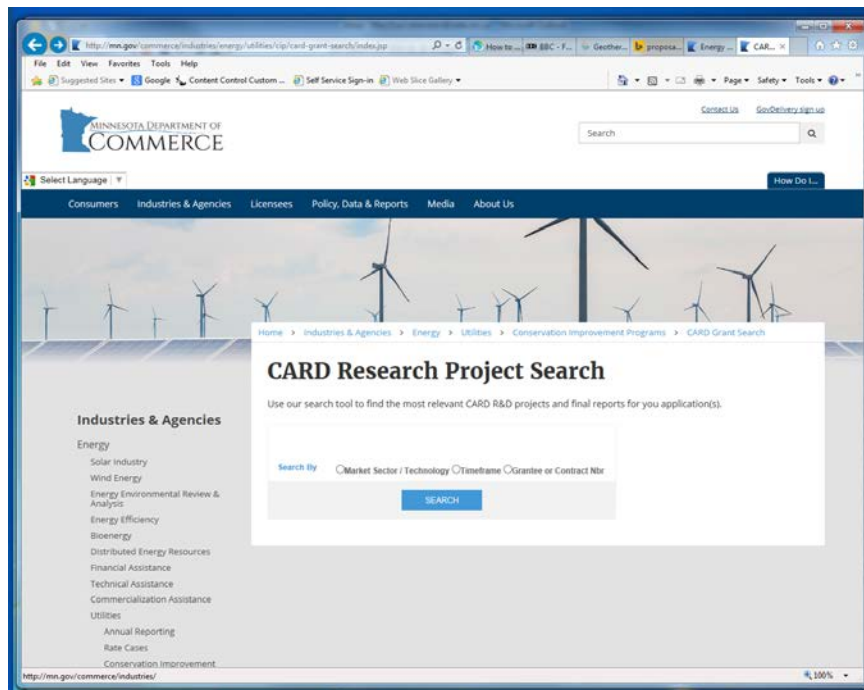 http://mn.gov/commerce/industries/energy/utilities/cip/card-grant-search/index.jsp
How to ...
BBC - F...
Geother...
proposa...
Energy ...
CAR...
File Edit View Favorites Tools Help
Suggested Sites
Google
Content Control Custom ...
Self Service Sign-in
Web Slice Gallery
Page
Safety
Tools
Contact Us
GovDelivery sign up
MINNESOTA DEPARTMENT OF
COMMERCE
Search
Select Language
How Do I...
Consumers Industries & Agencies Licensees Policy, Data & Reports Media About Us
Home > Industries & Agencies > Energy > Utilities > Conservation Improvement Programs > CARD Grant Search
CARD Research Project Search
Use our search tool to find the most relevant CARD R&D projects and final reports for you application(s).
Search By Market Sector / Technology Timeframe Grantee or Contract Nbr
SEARCH
Industries & Agencies
Energy
Solar Industry
Wind Energy
Energy Environmental Review &
Analysis
Energy Efficiency
Bioenergy
Distributed Energy Resources
Financial Assistance
Technical Assistance
Commercialization Assistance
Utilities
Annual Reporting
Rate Cases
Conservation Improvement
http://mn.gov/commerce/industries/
100%